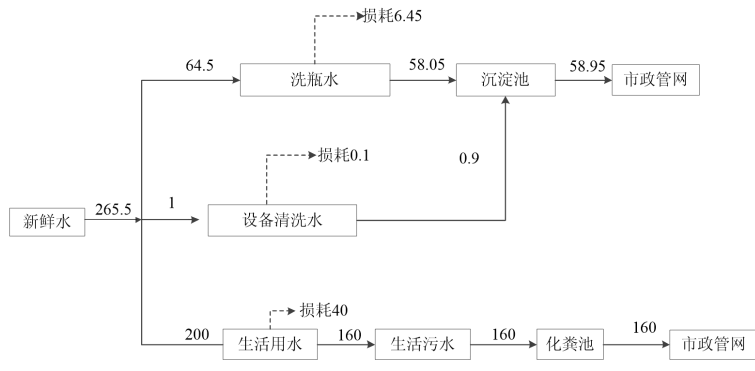 损耗6.45
64.5
洗瓶水
58.05
沉淀池
58.95
市政管网
损耗0.1
0.9
新鲜水
265.5
1
设备清洗水
损耗40
200
生活用水
160
生活污水
160
化粪池
160
市政管网